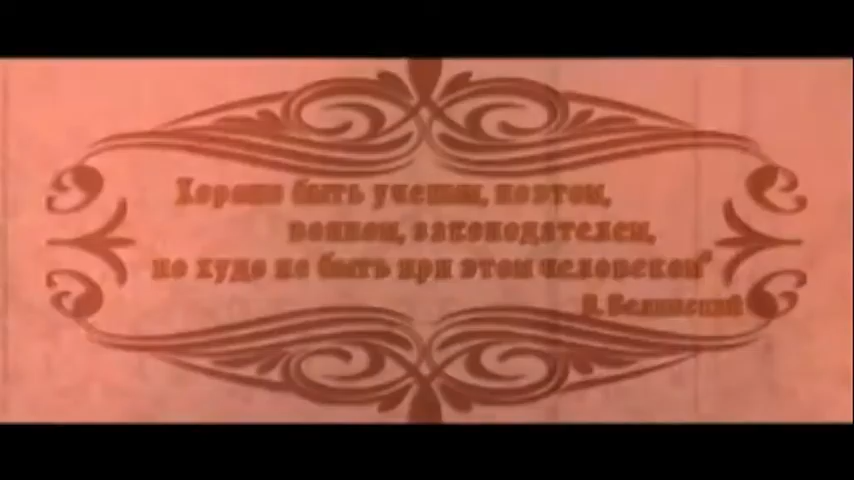 Хорошо быть ученым, поэтом,
воином, законодателем,
но худо не быть при этом человеком"
В. Белинский